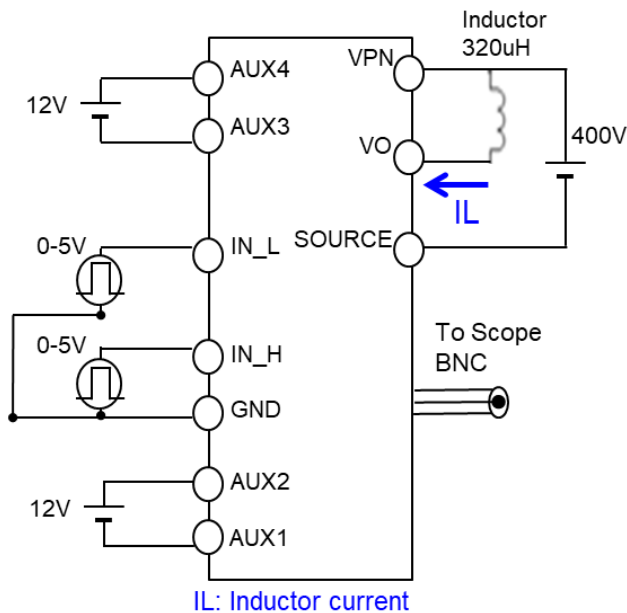 Inductor
320uH
VPN
AUX4
12V
AUX3
400V
VO
IL
SOURCE
0-5V
IN_L
To Scope
BNC
0-5V
IN_H
GND
AUX2
12V
AUX1
IL: Inductor current